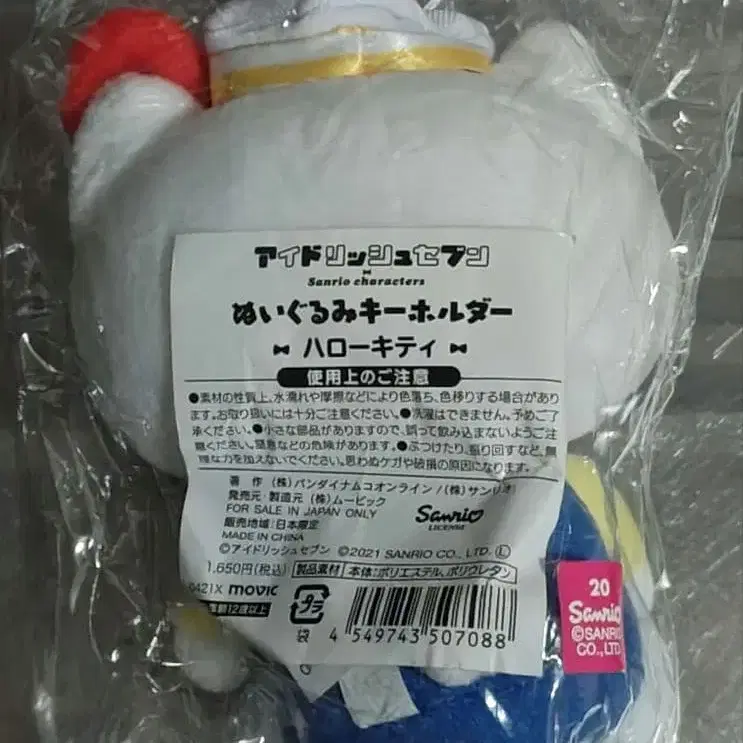 アイドリッシュセブン
×
Sanrio characters
ぬいぐるみキーホルダー
ハローキティ
使用上のご注意
●素材の性質上、水濡れや摩擦などにより色落ち、色移りする場合があり
ます。お取り扱いには十分ご注意ください。●洗濯はできません。予めご了
承ください。●小さな部品がありますので、誤って飲み込まないようご注
意ください。窒息などの危険があります。●ぶつけたり、振り回すなど、無
理な力を加えないでください。思わぬケガや破損の原因になります。
著 作 (株)バンダイナムコオンライン/(株)サンリオ
発売元・製造元 (株)ムービック
FOR SALE IN JAPAN ONLY
販売地域:日本限定
MADE IN CHINA
Sanrio
LICENSE
©アイドリッシュセブン ©2021 SANRIO CO., LTD. Ⓛ
1,650円(税込) 製品素材 本体:ポリエステル、ポリウレタン
0421X movic
年齢12歳以上
プラ
袋
4 549743 507088
20
Sanrio
©SANRIO
CO.,LTD.